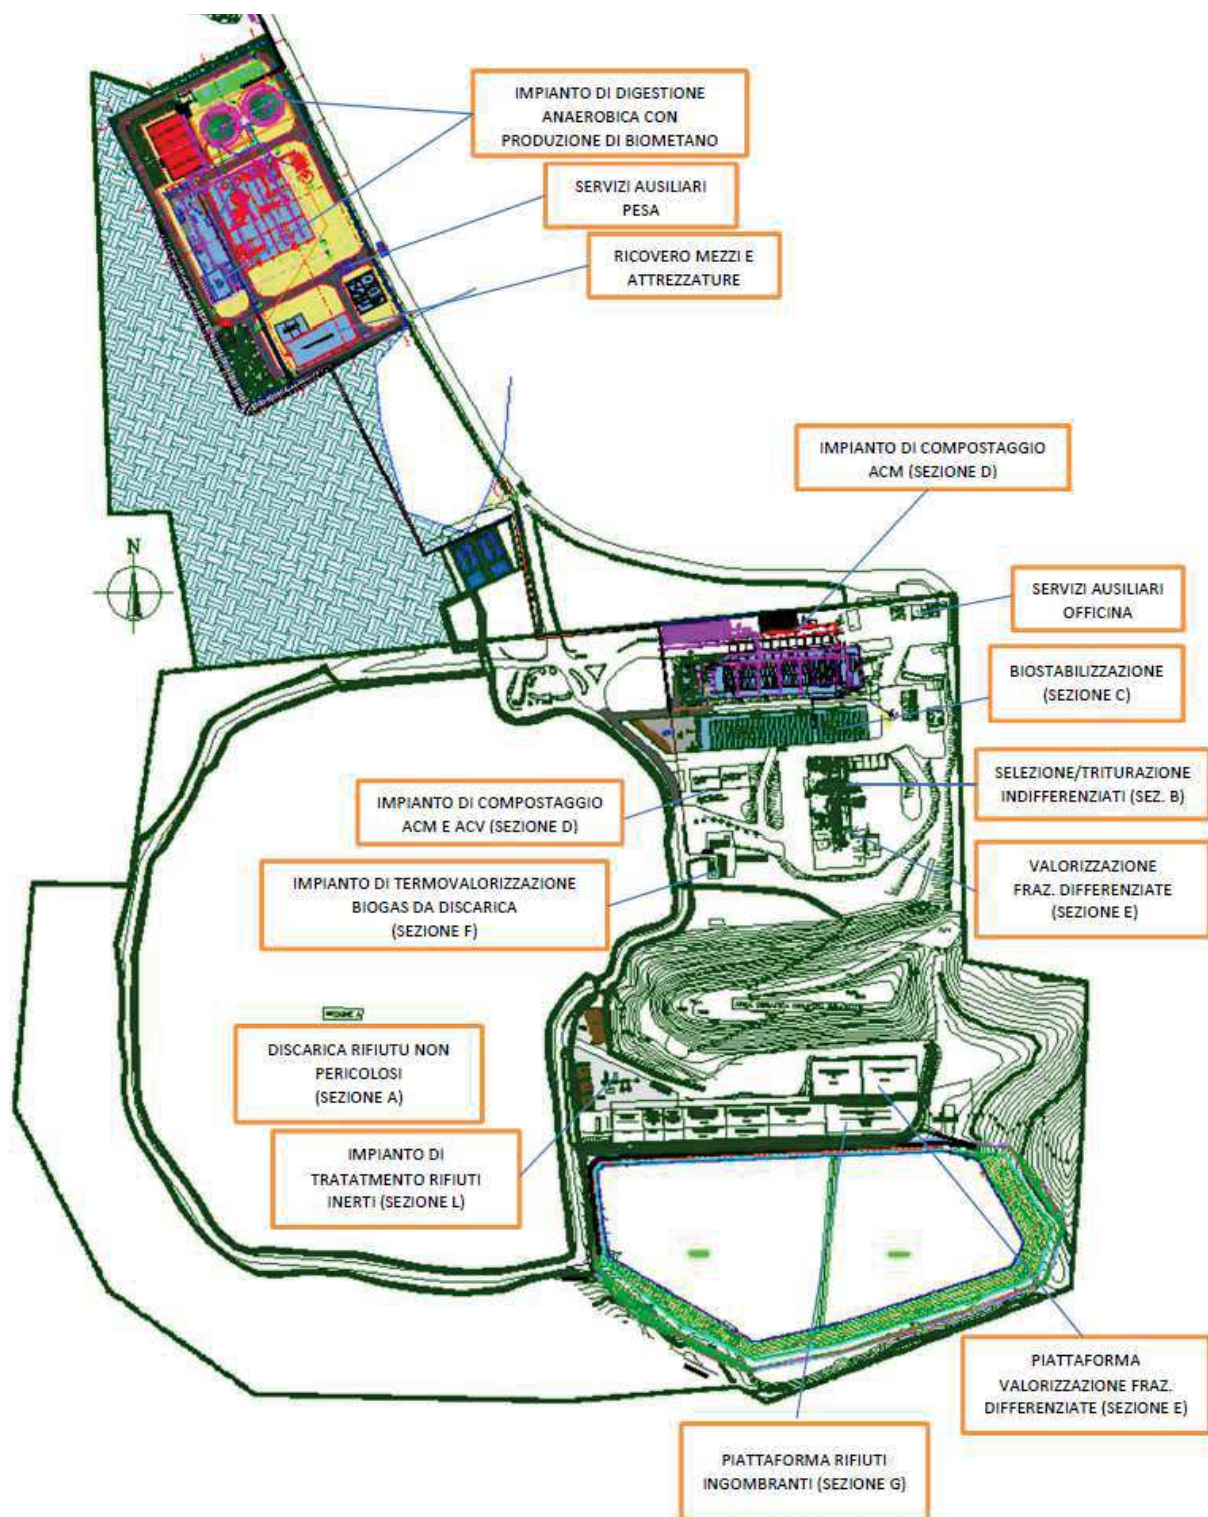 IMPIANTO DI DIGESTIONE
ANAEROBICA CON
PRODUZIONE DI BIOMETANO
SERVIZI AUSILIARI
PESA
RICOVERO MEZZI E
ATTREZZATURE
IMPIANTO DI COMPOSTAGGIO
ACM (SEZIONE D)
N
SERVIZI AUSILIARI
OFFICINA
BIOSTABILIZZAZIONE
(SEZIONE C)
SELEZIONE/TRITURAZIONE
INDIFFERENZIATI (SEZ. B)
IMPIANTO DI COMPOSTAGGIO
ACM E ACV (SEZIONE D)
VALORIZZAZIONE
FRAZ. DIFFERENZIATE
(SEZIONE E)
IMPIANTO DI TERMOVALORIZZAZIONE
BIOGAS DA DISCARICA
(SEZIONE F)
DISCARICA RIFIUTU NON
PERICOLOSI
(SEZIONE A)
IMPIANTO DI
TRATATMENTO RIFIUTI
INERTI (SEZIONE L)
PIATTAFORMA
VALORIZZAZIONE FRAZ.
DIFFERENZIATE (SEZIONE E)
PIATTAFORMA RIFIUTI
INGOMBRANTI (SEZIONE G)